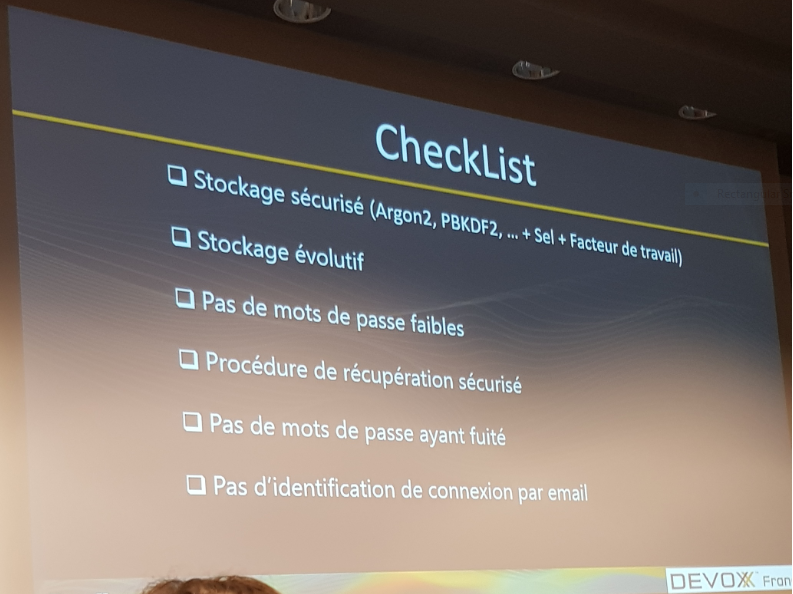 CheckList
❑ Stockage sécurisé (Argon2, PBKDF2, ... + Sel + Facteur de travail)
❑ Stockage évolutif
❑ Pas de mots de passe faibles
❑ Procédure de récupération sécurisé
❑ Pas de mots de passe ayant fuité
❑ Pas d'identification de connexion par email
DEVOXX Fran